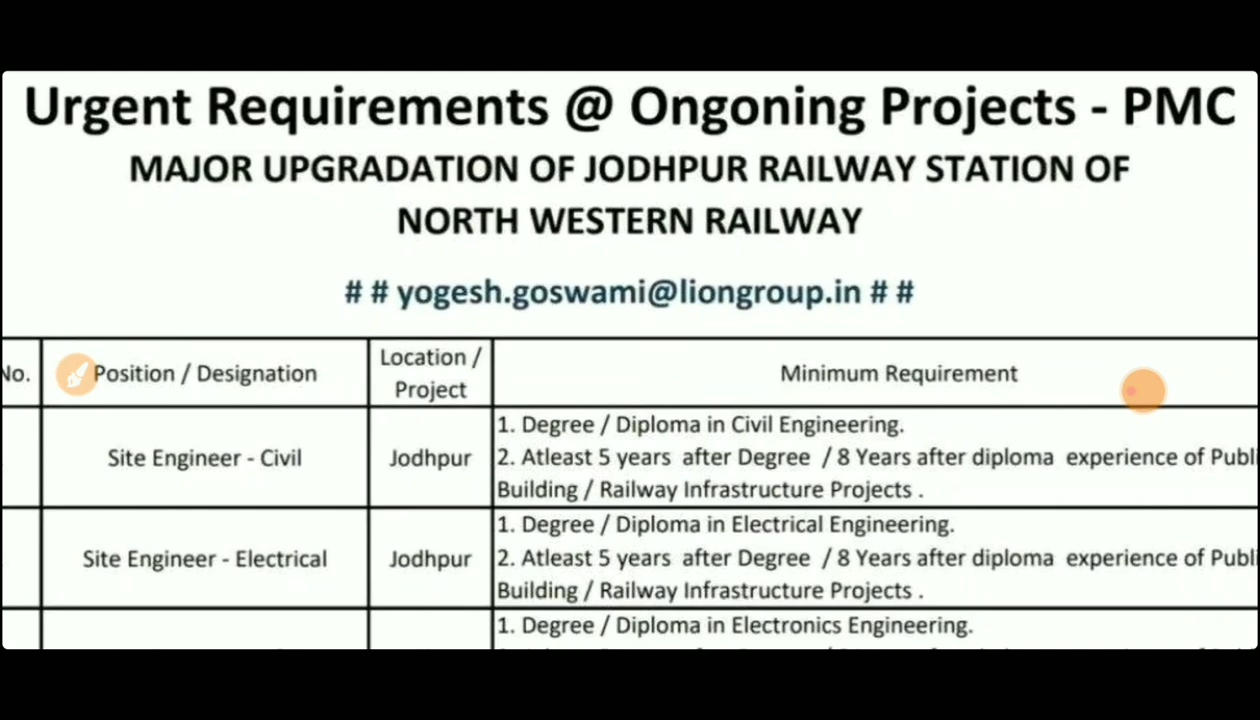 Urgent Requirements @ Ongoning Projects - PMC
MAJOR UPGRADATION OF JODHPUR RAILWAY STATION OF
NORTH WESTERN RAILWAY
# # yogesh.goswami@liongroup.in # #
No.
Position / Designation
Location /
Project
Minimum Requirement
Site Engineer - Civil
Jodhpur
1. Degree / Diploma in Civil Engineering.
2. Atleast 5 years after Degree / 8 Years after diploma experience of Publi
Building / Railway Infrastructure Projects .
Site Engineer - Electrical
Jodhpur
1. Degree / Diploma in Electrical Engineering.
2. Atleast 5 years after Degree / 8 Years after diploma experience of Publi
Building / Railway Infrastructure Projects .
1. Degree / Diploma in Electronics Engineering.